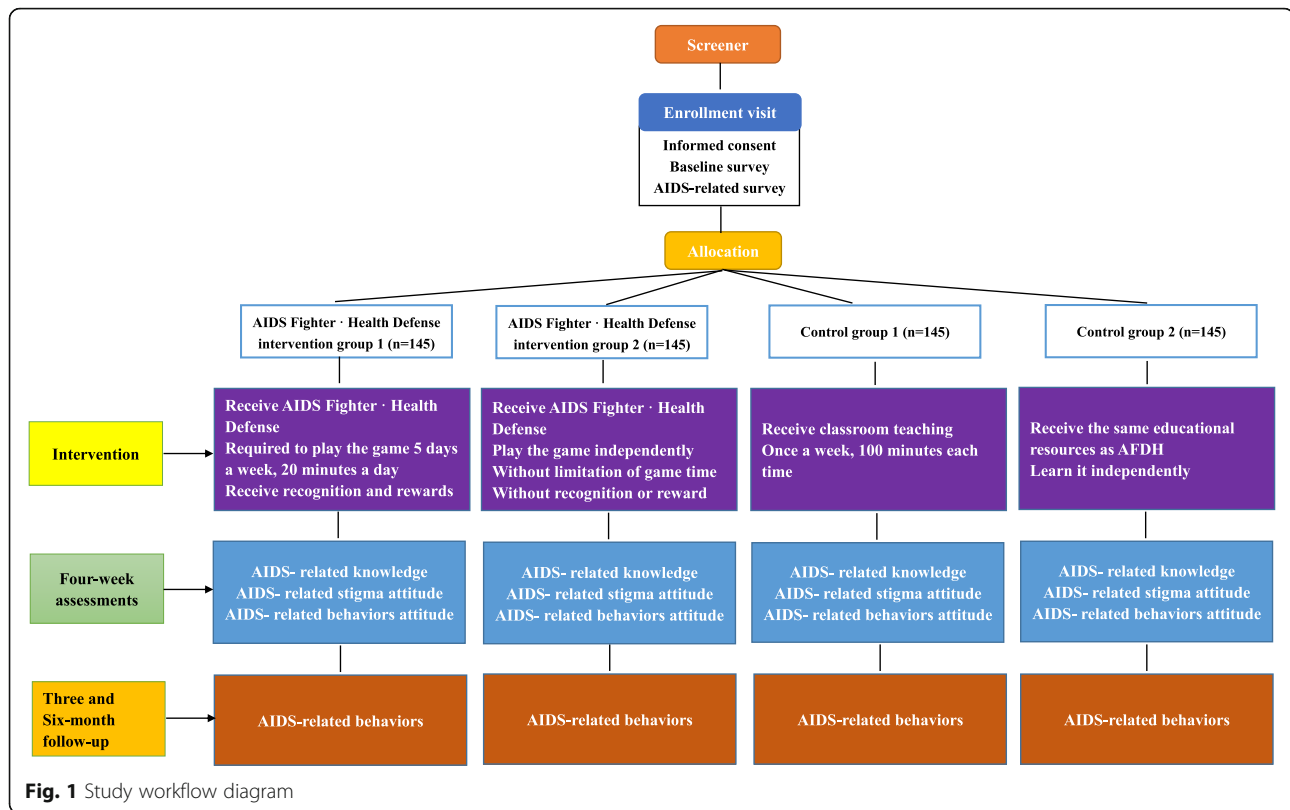 Screener
Enrollment visit
Informed consent
Baseline survey
AIDS-related survey
Allocation
AIDS Fighter · Health Defense
intervention group 1 (n=145)
AIDS Fighter · Health Defense
intervention group 2 (n=145)
Control group 1 (n=145)
Control group 2 (n=145)
Intervention
Receive AIDS Fighter · Health
Defense
Required to play the game 5 days
a week, 20 minutes a day
Receive recognition and rewards
Receive AIDS Fighter · Health
Defense
Play the game independently
Without limitation of game time
Without recognition or reward
Receive classroom teaching
Once a week, 100 minutes each
time
Receive the same educational
resources as AFDH
Learn it independently
Four-week
assessments
AIDS- related knowledge
AIDS- related stigma attitude
AIDS- related behaviors attitude
AIDS- related knowledge
AIDS- related stigma attitude
AIDS- related behaviors attitude
AIDS- related knowledge
AIDS- related stigma attitude
AIDS- related behaviors attitude
AIDS- related knowledge
AIDS- related stigma attitude
AIDS- related behaviors attitude
Three and
Six-month
follow-up
AIDS-related behaviors
AIDS-related behaviors
AIDS-related behaviors
AIDS-related behaviors
Fig. 1 Study workflow diagram